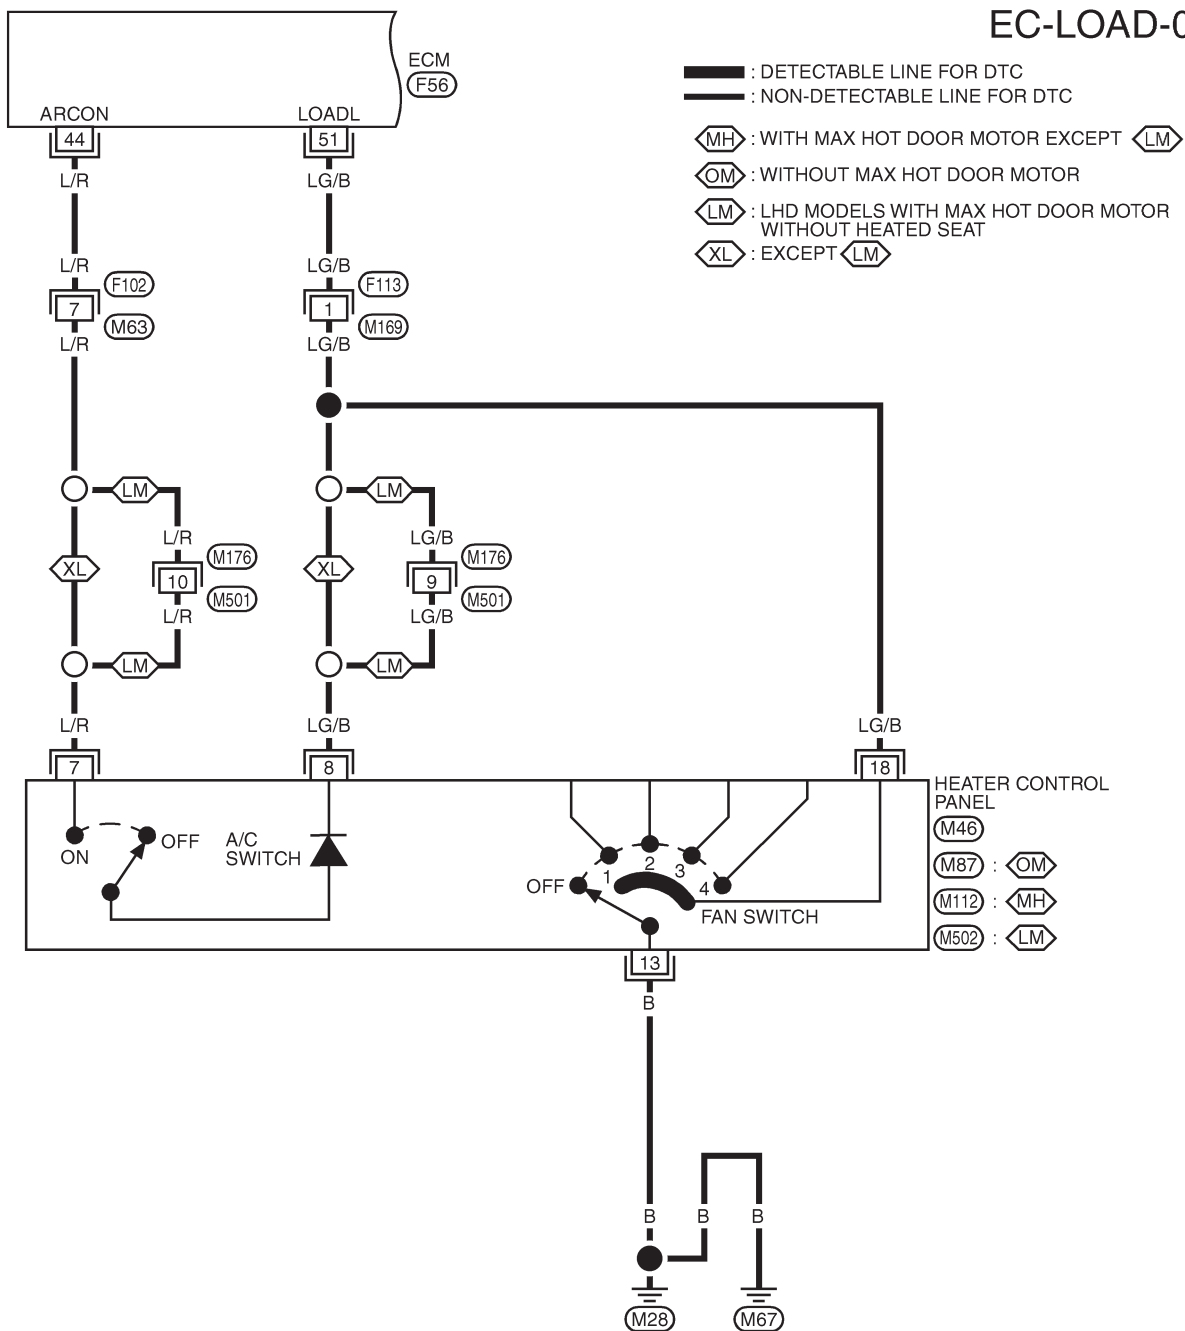 EC-LOAD-0
ECM
F56
: DETECTABLE LINE FOR DTC
: NON-DETECTABLE LINE FOR DTC
MH : WITH MAX HOT DOOR MOTOR EXCEPT LM
OM : WITHOUT MAX HOT DOOR MOTOR
LM : LHD MODELS WITH MAX HOT DOOR MOTOR
WITHOUT HEATED SEAT
XL : EXCEPT LM
ARCON LOADL
44 51
L/R LG/B
L/R LG/B
F102 F113
7 1
M63 M169
L/R LG/B
LM LM
L/R LG/B
M176 M176
XL 10 XL 9
M501 M501
L/R LG/B
LM LM
L/R LG/B LG/B
7 8 18
HEATER CONTROL
PANEL
M46
M87 : OM
M112 : MH
M502 : LM
ON OFF
A/C
SWITCH
OFF 1 2 3 4
FAN SWITCH
13
B
B B B
M28 M67